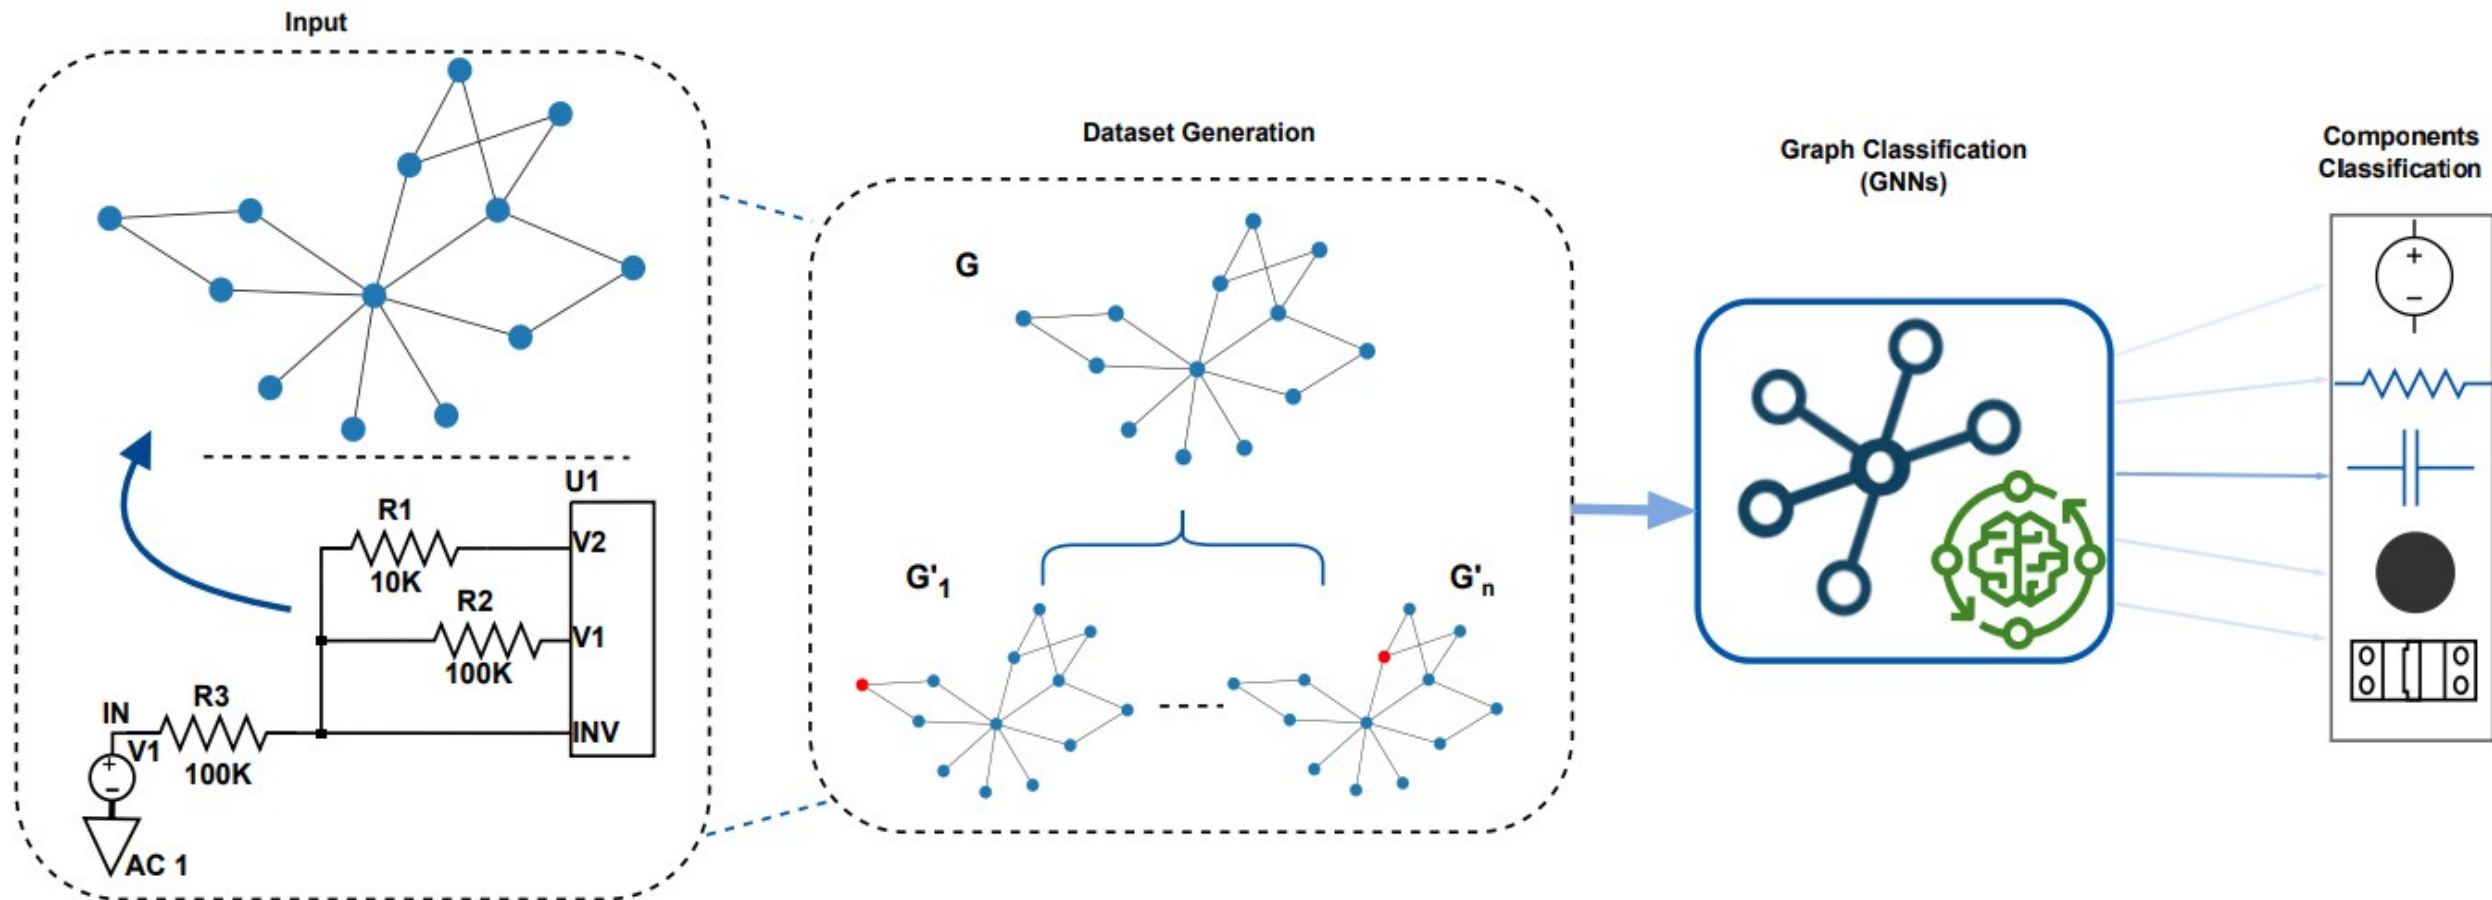 Input
U1
R1
10K
V2
R2
100K
V1
IN
V1
R3
100K
INV
+
−
AC 1
Dataset Generation
G
G'1
G'n
Graph Classification
(GNNs)
Components
Classification
+
−